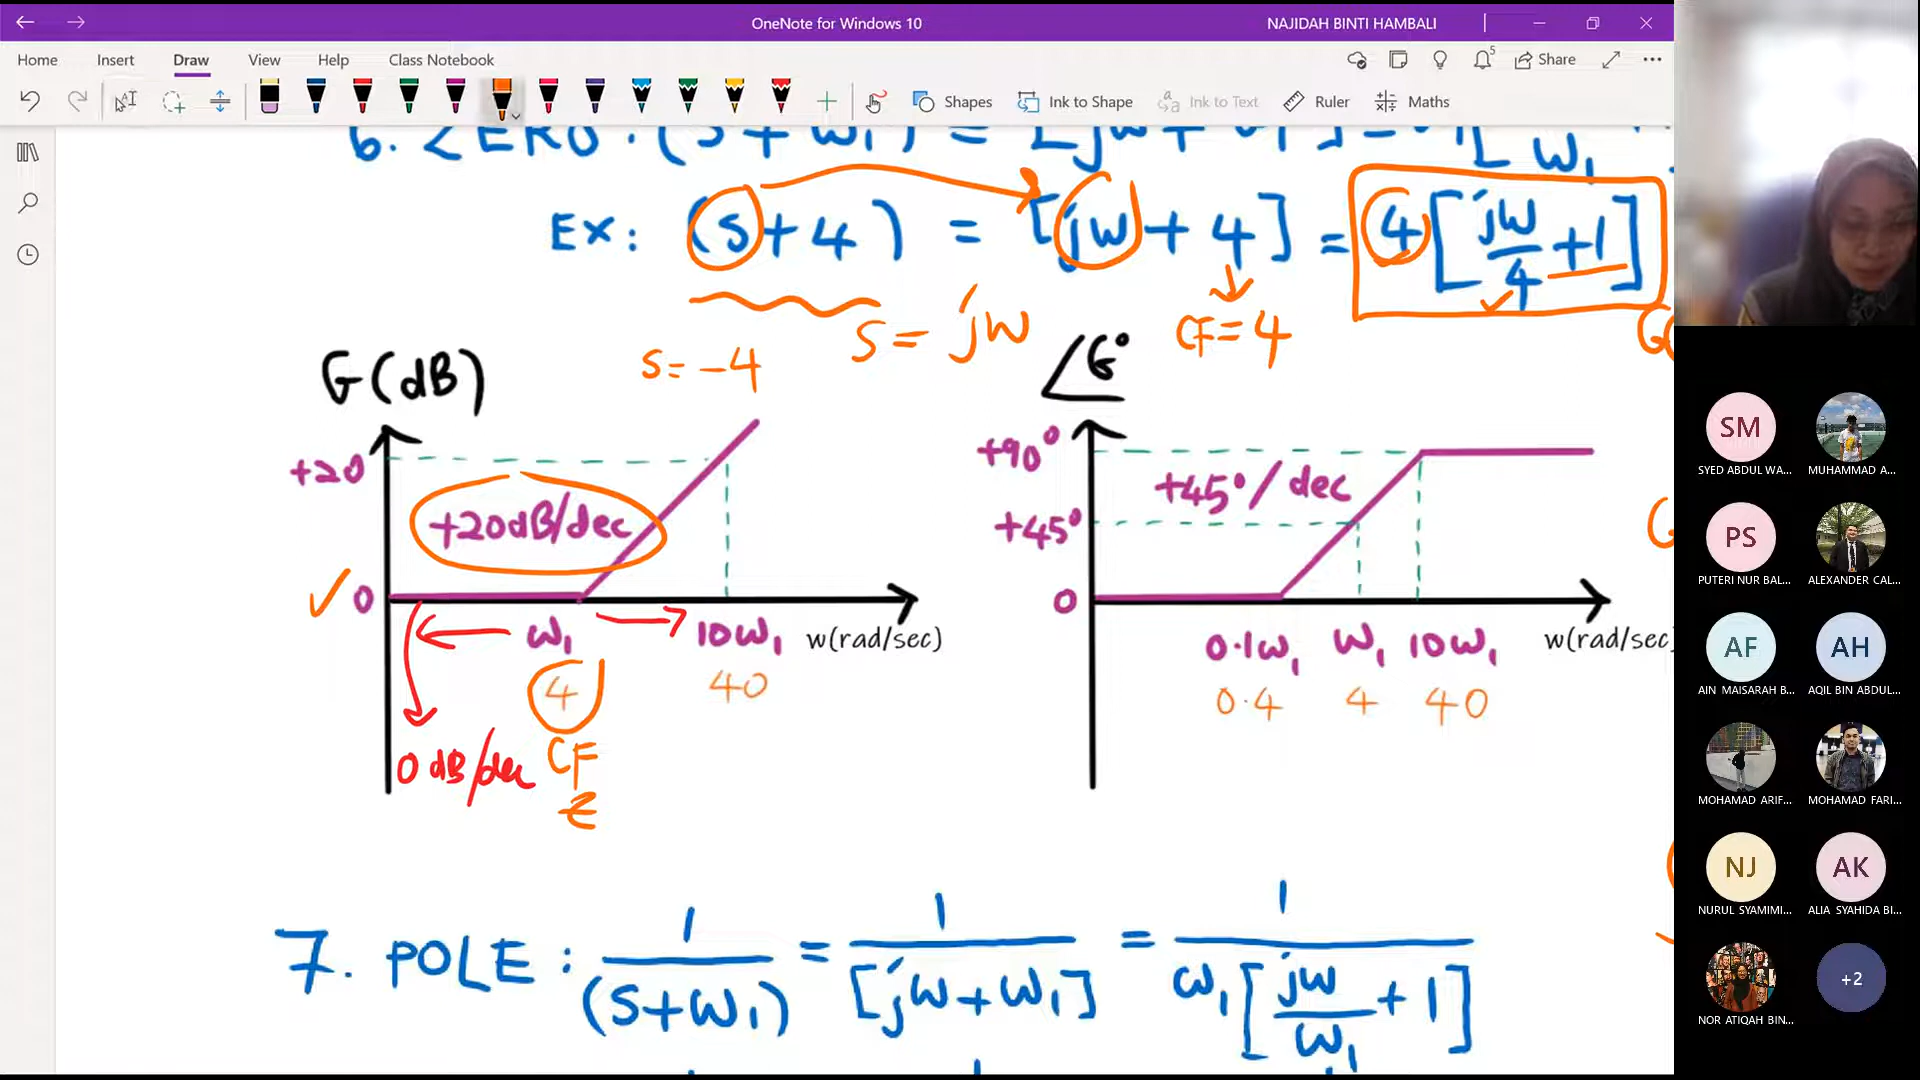 OneNote for Windows 10
NAJIDAH BINTI HAMBALI
Home Insert Draw View Help Class Notebook
5 Share
Shapes Ink to Shape Ink to Text Ruler Maths
6. ZERO : (S+W₁) =
EX: (S+4) = [jw+4] = 4[jw/4 +1]
S = jw
CF = 4
S = -4
G(dB)
+20
+20dB/dec
0
W₁ 10W₁ w(rad/sec)
4 40
CF
0 dB/dec
∠G°
+90°
+45°/dec
+45°
0
0.1W₁ W₁ 10W₁ w(rad/sec
0.4 4 40
7. POLE : 1/(S+W₁) = 1/[jw+W₁] = 1/W₁[jw/W₁ +1]
SM
SYED ABDUL WA...
MUHAMMAD A...
PS
PUTERI NUR BAL...
ALEXANDER CAL...
AF
AIN MAISARAH B...
AH
AQIL BIN ABDUL...
MOHAMAD ARIF...
MOHAMAD FARI...
NJ
NURUL SYAMIMI...
AK
ALIA SYAHIDA BI...
NOR ATIQAH BIN...
+2